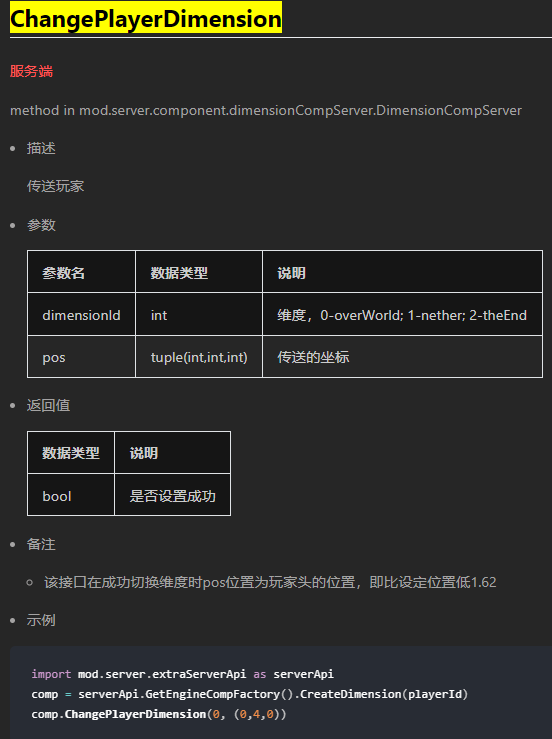 ChangePlayerDimension
服务端
method in mod.server.component.dimensionCompServer.DimensionCompServer
描述
传送玩家
参数
参数名 数据类型 说明
dimensionId int 维度，0-overWorld; 1-nether; 2-theEnd
pos tuple(int,int,int) 传送的坐标
返回值
数据类型 说明
bool 是否设置成功
备注
该接口在成功切换维度时pos位置为玩家头的位置，即比设定位置低1.62
示例
import mod.server.extraServerApi as serverApi
comp = serverApi.GetEngineCompFactory().CreateDimension(playerId)
comp.ChangePlayerDimension(0, (0,4,0))